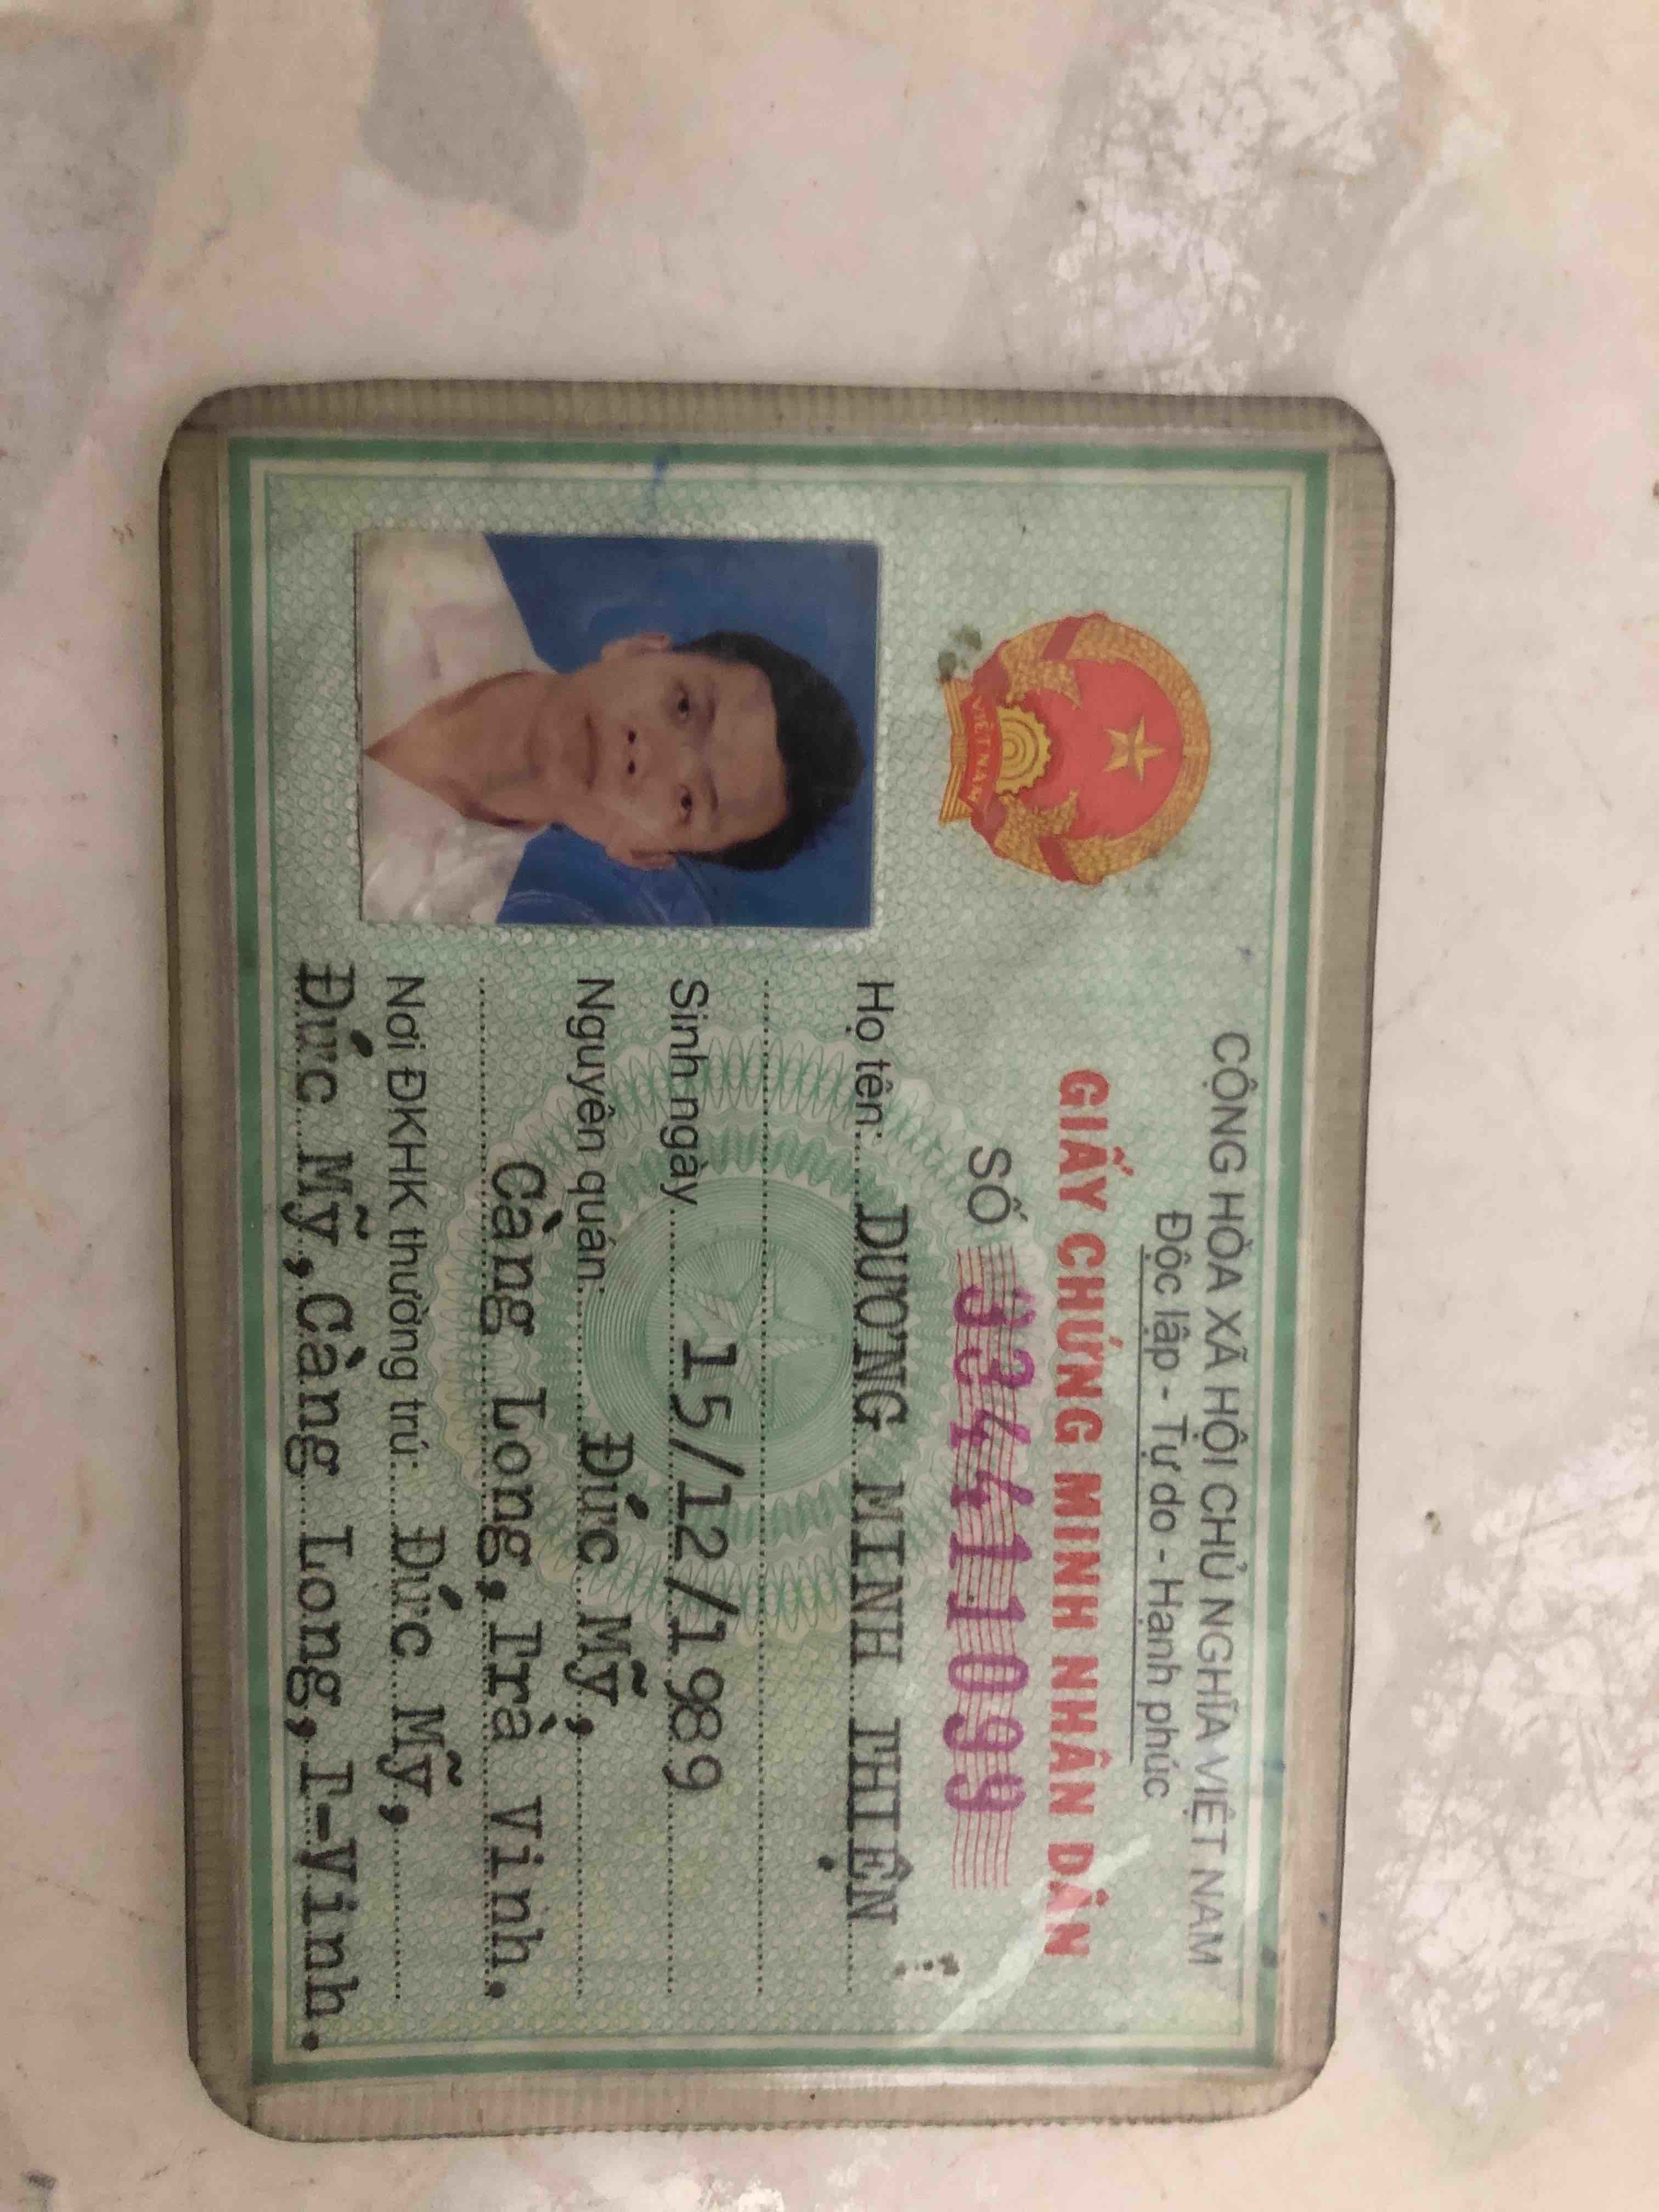 CỘNG HÒA XÃ HỘI CHỦ NGHĨA VIỆT NAM
Độc lập - Tự do - Hạnh phúc
GIẤY CHỨNG MINH NHÂN DÂN
SỐ 334411099
VIỆT NAM
Họ tên: DƯƠNG MINH THIỆN
Sinh ngày 15/12/1989
Nguyên quán: Đức Mỹ,
Càng Long, Trà Vinh.
Nơi ĐKHK thường trú: Đức Mỹ,
Đức Mỹ, Càng Long, T-Vinh.